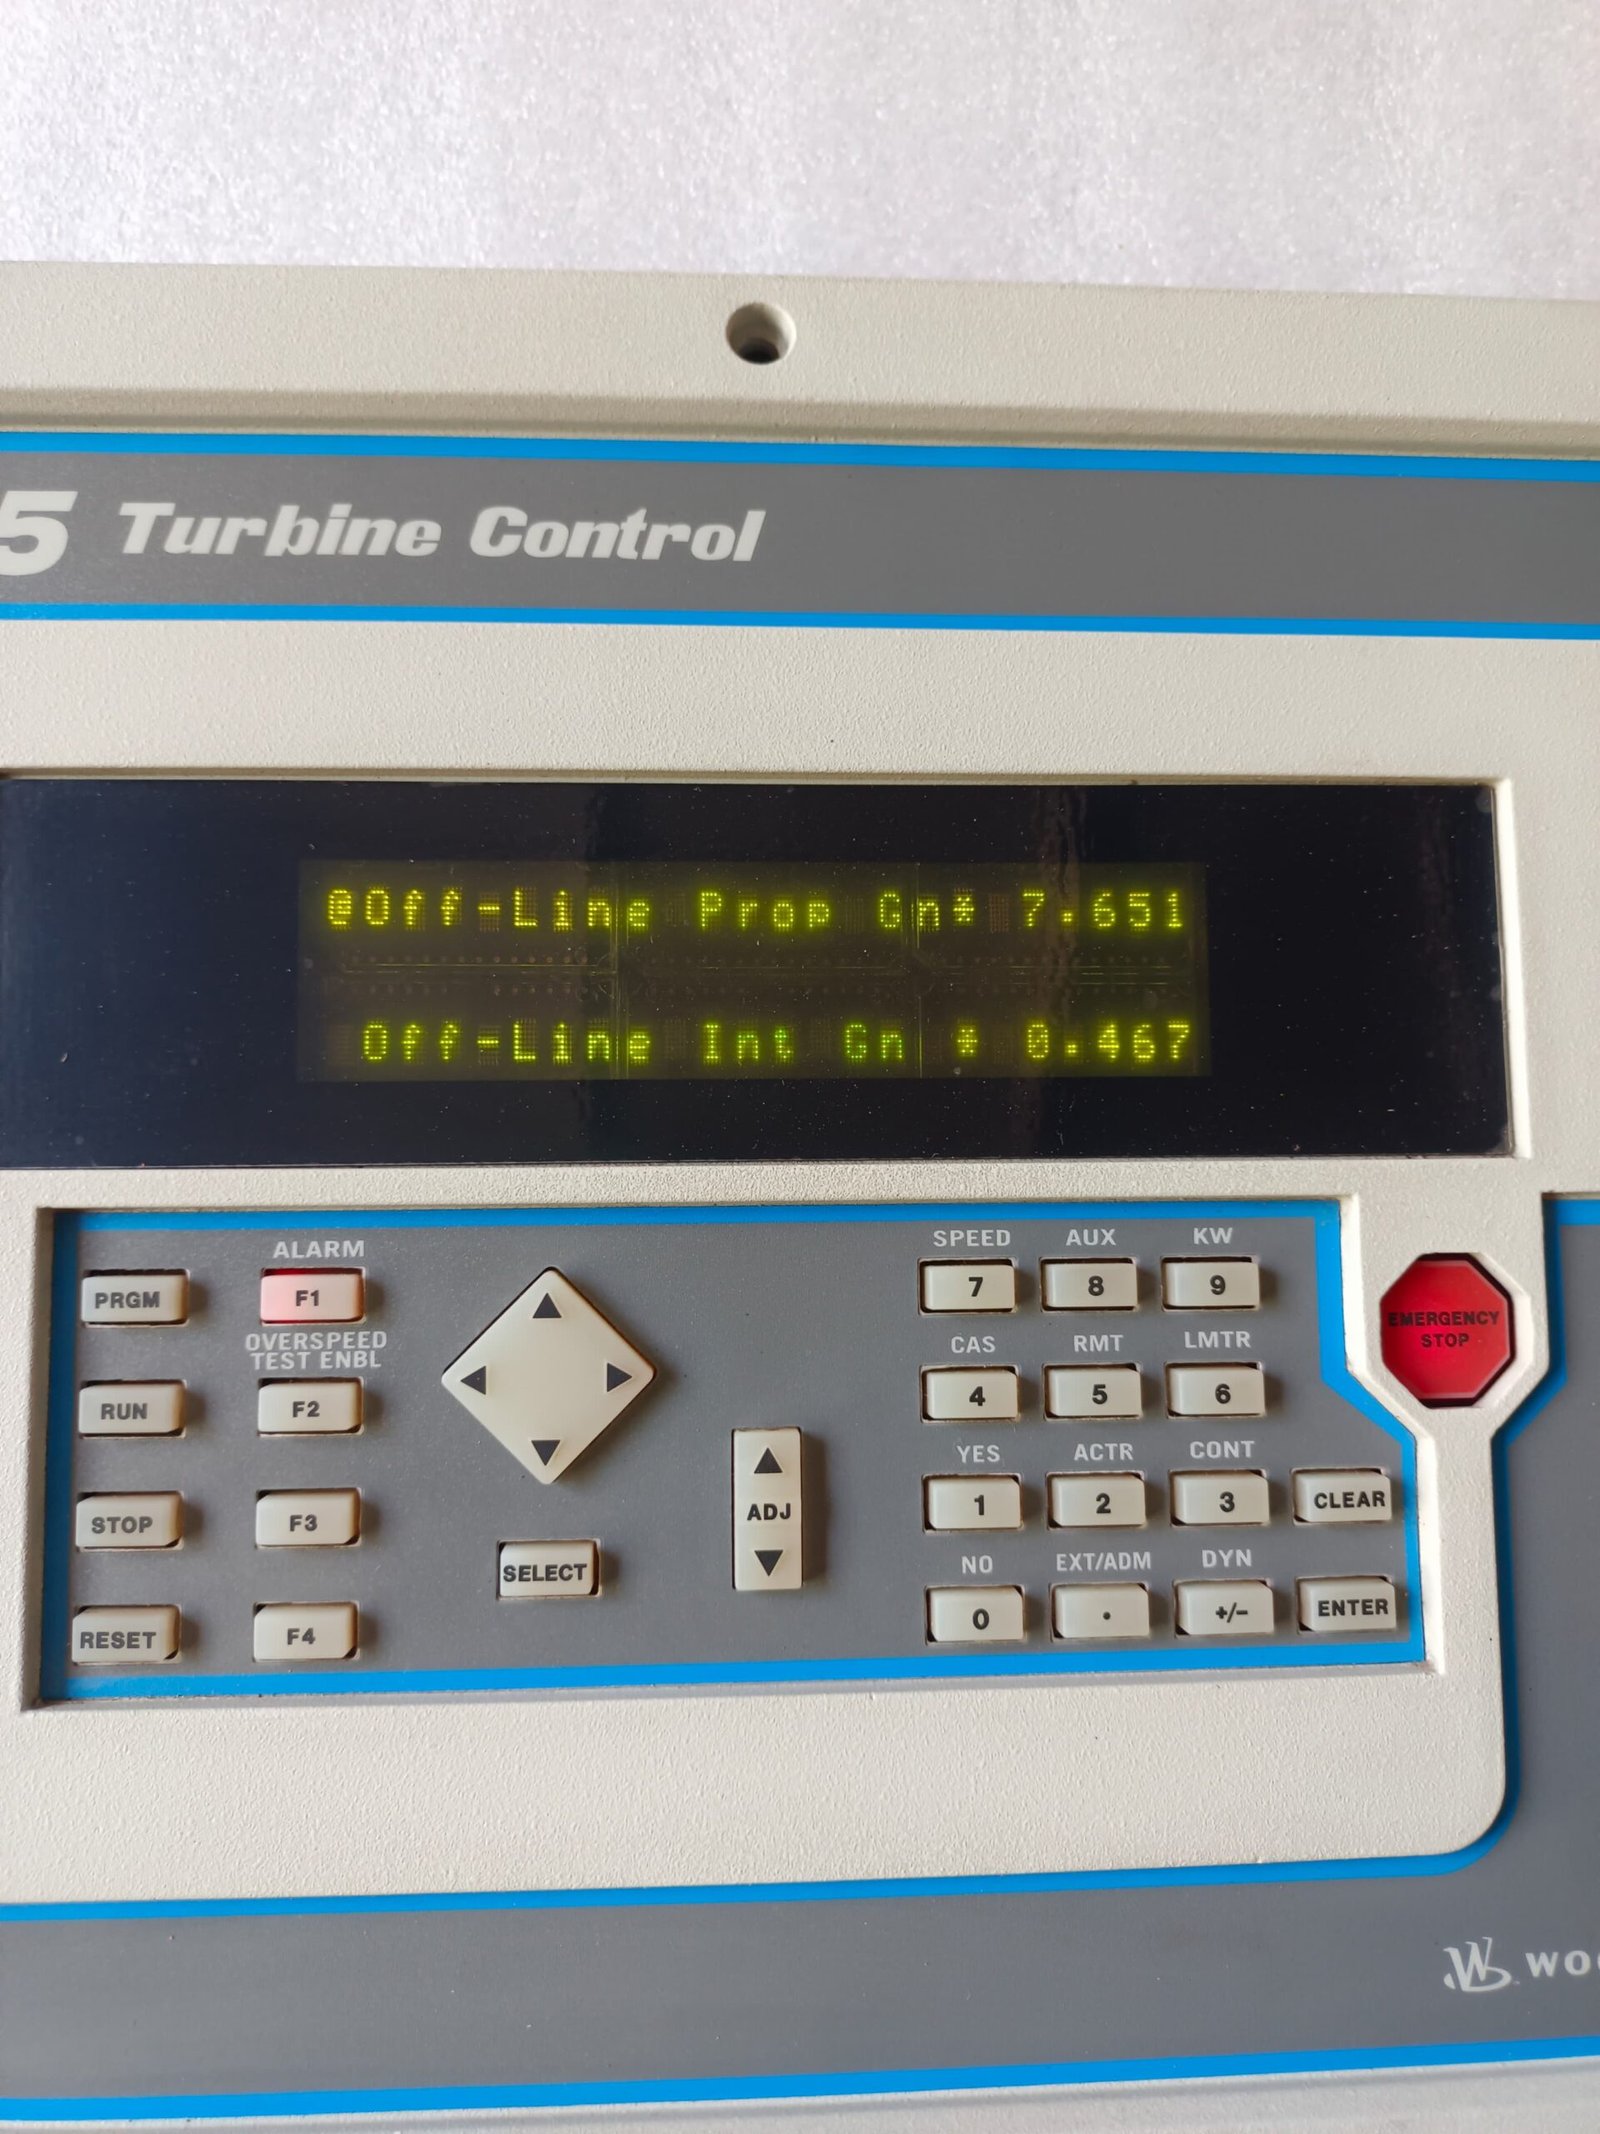 5 Turbine Control
@Off-Line Prop Gn* 7.651
Off-Line Int Gn * 0.467
ALARM
SPEED AUX KW
PRGM F1 7 8 9
OVERSPEED
TEST ENBL
CAS RMT LMTR
EMERGENCY
STOP
RUN F2 4 5 6
YES ACTR CONT
STOP F3 ADJ 1 2 3 CLEAR
NO EXT/ADM DYN
SELECT
RESET F4 0 . +/- ENTER
WOO